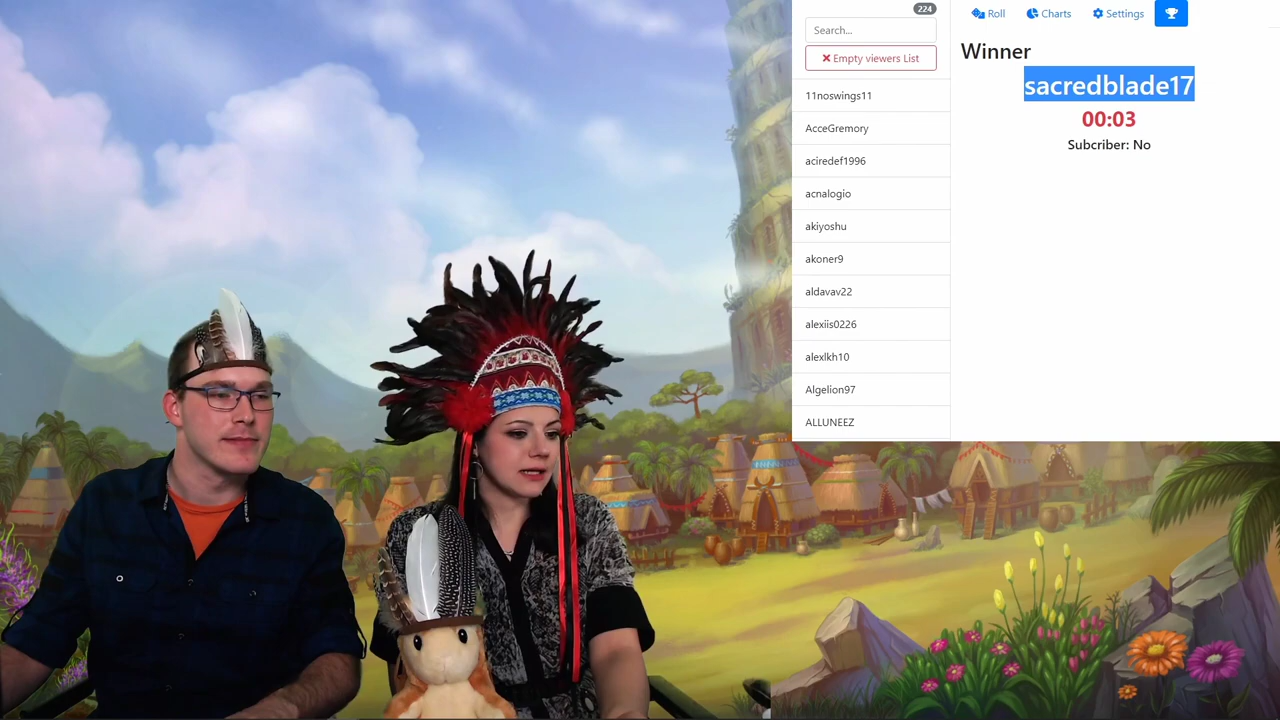 224
Search...
Empty viewers List
11noswings11
AcceGremory
aciredef1996
acnalogio
akiyoshu
akoner9
aldavav22
alexiis0226
alexlkh10
Algelion97
ALLUNEEZ
Roll Charts Settings
Winner
sacredblade17
00:03
Subcriber: No